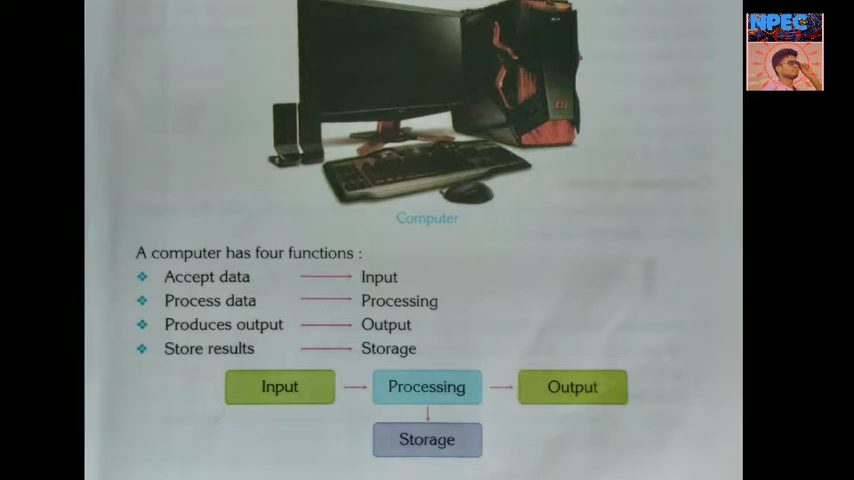 NPEC
Computer
A computer has four functions :
❖ Accept data → Input
❖ Process data → Processing
❖ Produces output → Output
❖ Store results → Storage
Input → Processing → Output
↓
Storage